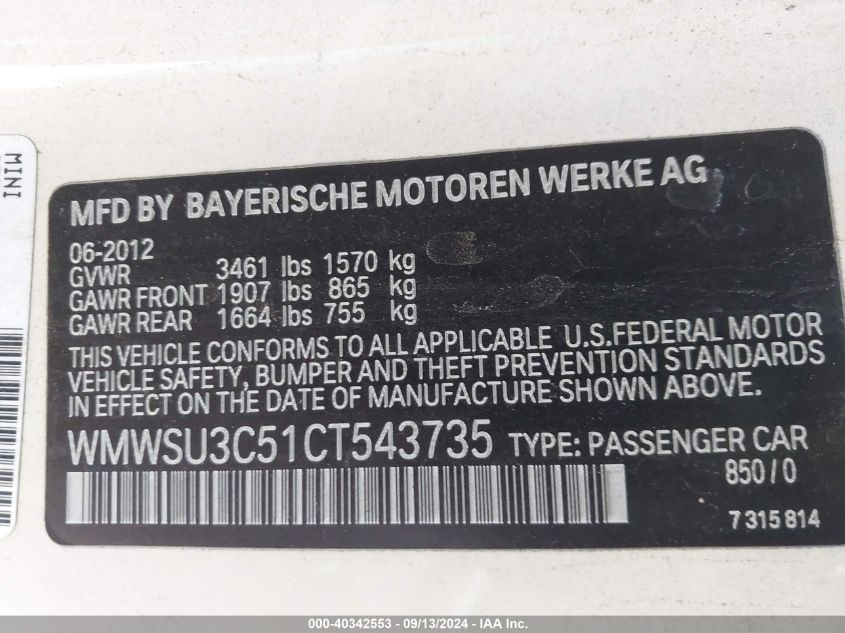 MINI
MFD BY BAYERISCHE MOTOREN WERKE AG
06-2012
GVWR 3461 lbs 1570 kg
GAWR FRONT 1907 lbs 865 kg
GAWR REAR 1664 lbs 755 kg
THIS VEHICLE CONFORMS TO ALL APPLICABLE U.S.FEDERAL MOTOR
VEHICLE SAFETY, BUMPER AND THEFT PREVENTION STANDARDS
IN EFFECT ON THE DATE OF MANUFACTURE SHOWN ABOVE.
WMWSU3C51CT543735 TYPE: PASSENGER CAR
850/0
7 315 814
000-40342553 - 09/13/2024 - IAA Inc.